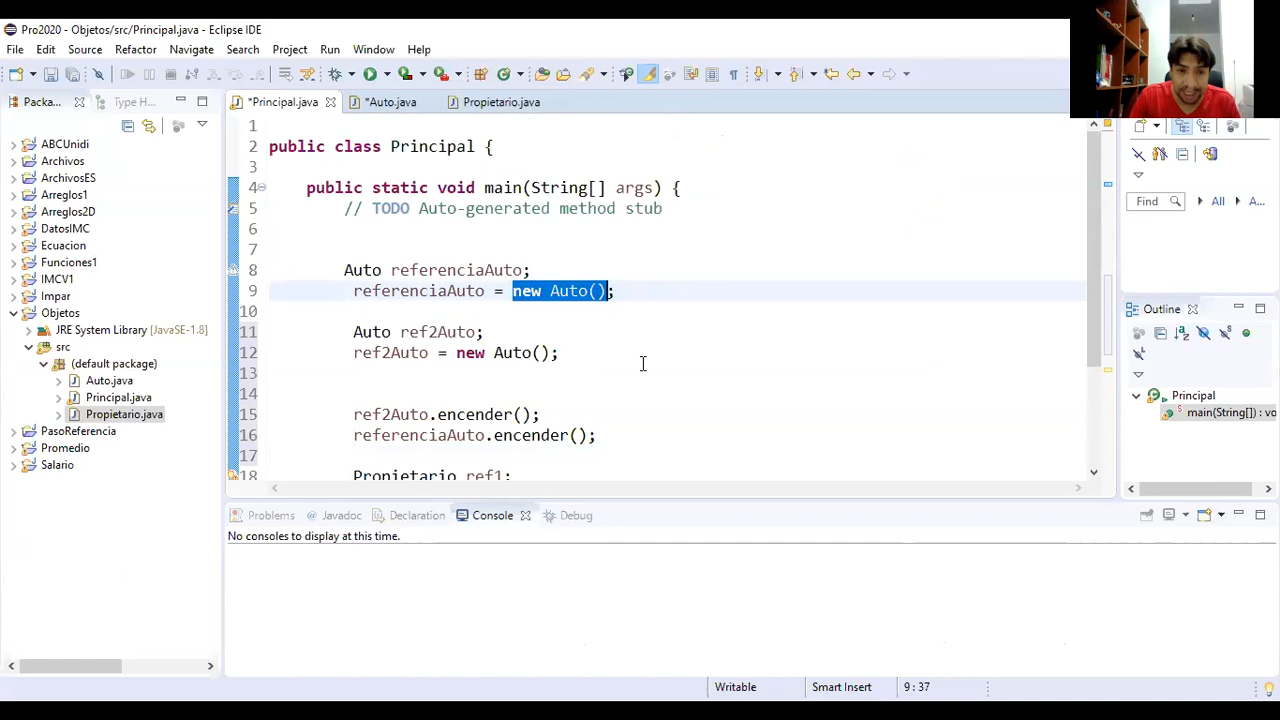 Pro2020 - Objetos/src/Principal.java - Eclipse IDE
File Edit Source Refactor Navigate Search Project Run Window Help
Packa... Type H...
*Principal.java *Auto.java Propietario.java
ABCUnidi
Archivos
ArchivosES
Arreglos1
Arreglos2D
DatosIMC
Ecuacion
Funciones1
IMCV1
Impar
Objetos
JRE System Library [JavaSE-1.8]
src
(default package)
Auto.java
Principal.java
Propietario.java
PasoReferencia
Promedio
Salario
1
2 public class Principal {
3
4 public static void main(String[] args) {
5 // TODO Auto-generated method stub
6
7
8 Auto referenciaAuto;
9 referenciaAuto = new Auto();
10
11 Auto ref2Auto;
12 ref2Auto = new Auto();
13
14
15 ref2Auto.encender();
16 referenciaAuto.encender();
17
18 Propietario ref1;
Find All A...
Outline
Principal
main(String[]) : vo
Problems Javadoc Declaration Console Debug
No consoles to display at this time.
Writable Smart Insert 9 : 37